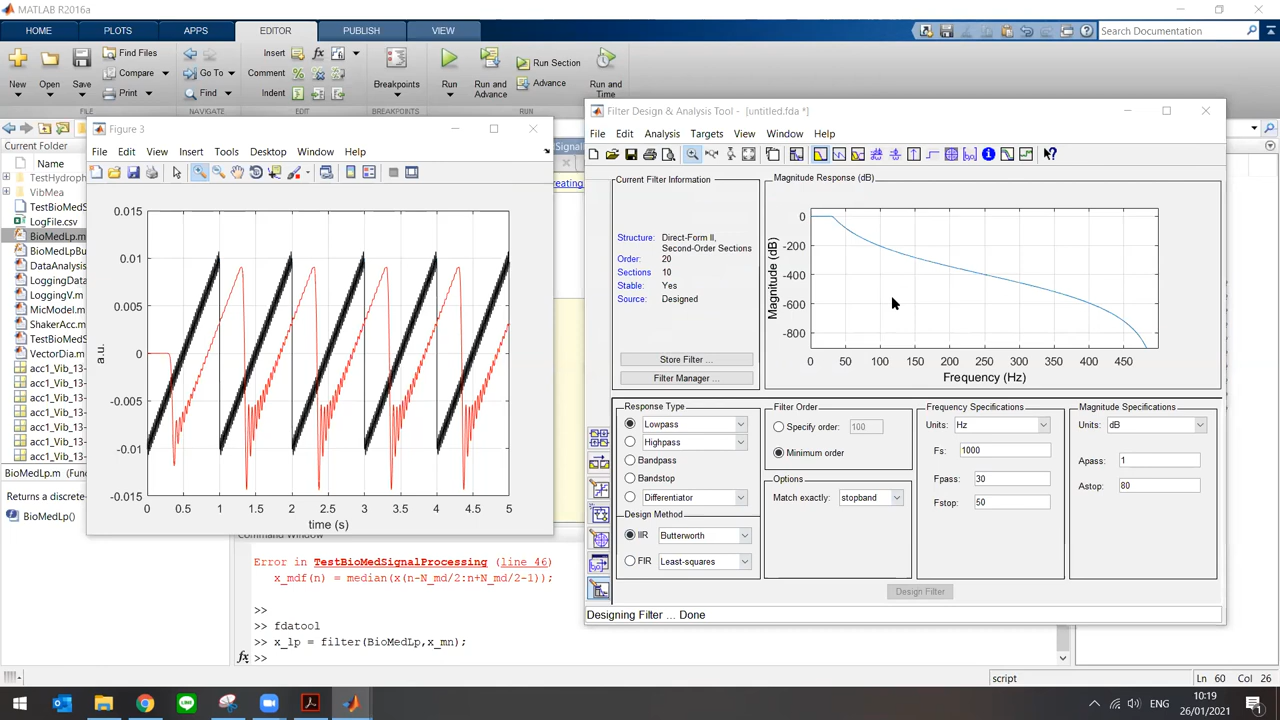 MATLAB R2016a
HOME PLOTS APPS EDITOR PUBLISH VIEW
Search Documentation
New Open Save Find Files Compare Print
Go To Find
Insert Comment Indent
Breakpoints
Run Run and Advance Run Section Advance Run and Time
FILE NAVIGATE EDIT BREAKPOINTS RUN
Current Folder
Name
TestHydroph
VibMea
TestBioMedS
LogFile.csv
BioMedLp.m
BioMedLpBu
DataAnalysis
LoggingData
LoggingV.m
MicModel.m
ShakerAcc.m
TestBioMedS
VectorDia.m
acc1_Vib_13-
acc1_Vib_13-
acc1_Vib_13-
acc1_Vib_13-
acc1_Vib_13-
BioMedLp.m (Func
Returns a discrete-
BioMedLp()
Figure 3
File Edit View Insert Tools Desktop Window Help
0.015
0.01
0.005
0
-0.005
-0.01
-0.015
a.u.
0 0.5 1 1.5 2 2.5 3 3.5 4 4.5 5
time (s)
Signall
reating
Command Window
Error in TestBioMedSignalProcessing (line 46)
x_mdf(n) = median(x(n-N_md/2:n+N_md/2-1));
>>
>> fdatool
>> x_lp = filter(BioMedLp,x_mn);
fx >>
Filter Design & Analysis Tool - [untitled.fda *]
File Edit Analysis Targets View Window Help
Current Filter Information
Structure: Direct-Form II, Second-Order Sections
Order: 20
Sections 10
Stable: Yes
Source: Designed
Store Filter ...
Filter Manager ...
Magnitude Response (dB)
Magnitude (dB)
0
-200
-400
-600
-800
0 50 100 150 200 250 300 350 400 450
Frequency (Hz)
Response Type
Lowpass
Highpass
Bandpass
Bandstop
Differentiator
Design Method
IIR Butterworth
FIR Least-squares
Filter Order
Specify order: 100
Minimum order
Options
Match exactly: stopband
Frequency Specifications
Units: Hz
Fs: 1000
Fpass: 30
Fstop: 50
Magnitude Specifications
Units: dB
Apass: 1
Astop: 80
Design Filter
Designing Filter ... Done
script Ln 60 Col 26
ENG
10:19
26/01/2021